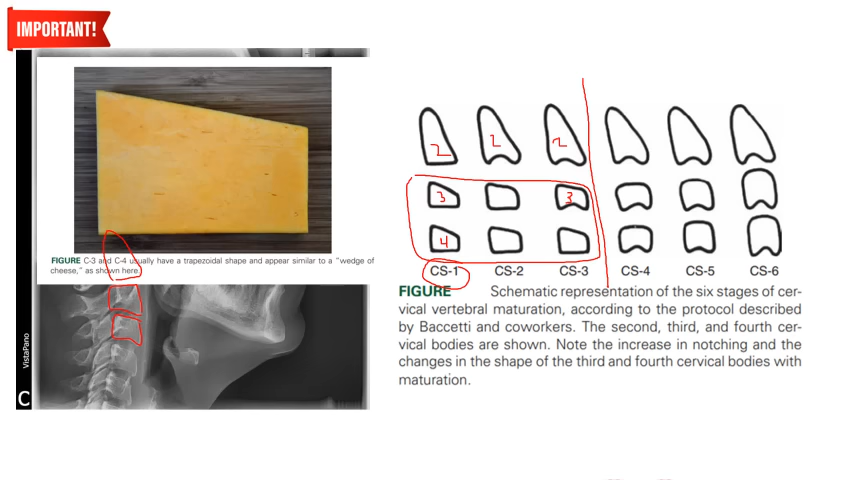 IMPORTANT!
FIGURE C-3 and C-4 usually have a trapezoidal shape and appear similar to a “wedge of
cheese,” as shown here.
VistaPano
C
2 2 2
3 3
4
CS-1 CS-2 CS-3 CS-4 CS-5 CS-6
FIGURE Schematic representation of the six stages of cer-
vical vertebral maturation, according to the protocol described
by Baccetti and coworkers. The second, third, and fourth cer-
vical bodies are shown. Note the increase in notching and the
changes in the shape of the third and fourth cervical bodies with
maturation.